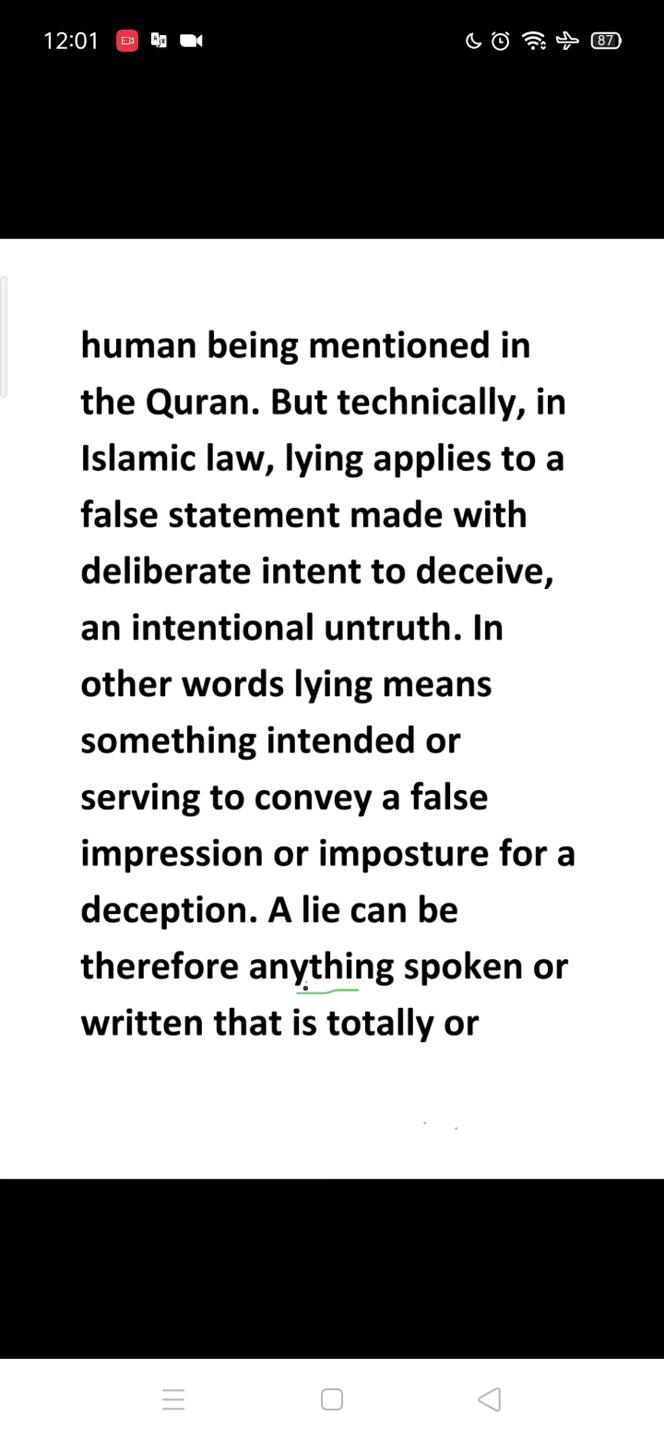 12:01
87
human being mentioned in
the Quran. But technically, in
Islamic law, lying applies to a
false statement made with
deliberate intent to deceive,
an intentional untruth. In
other words lying means
something intended or
serving to convey a false
impression or imposture for a
deception. A lie can be
therefore anything spoken or
written that is totally or